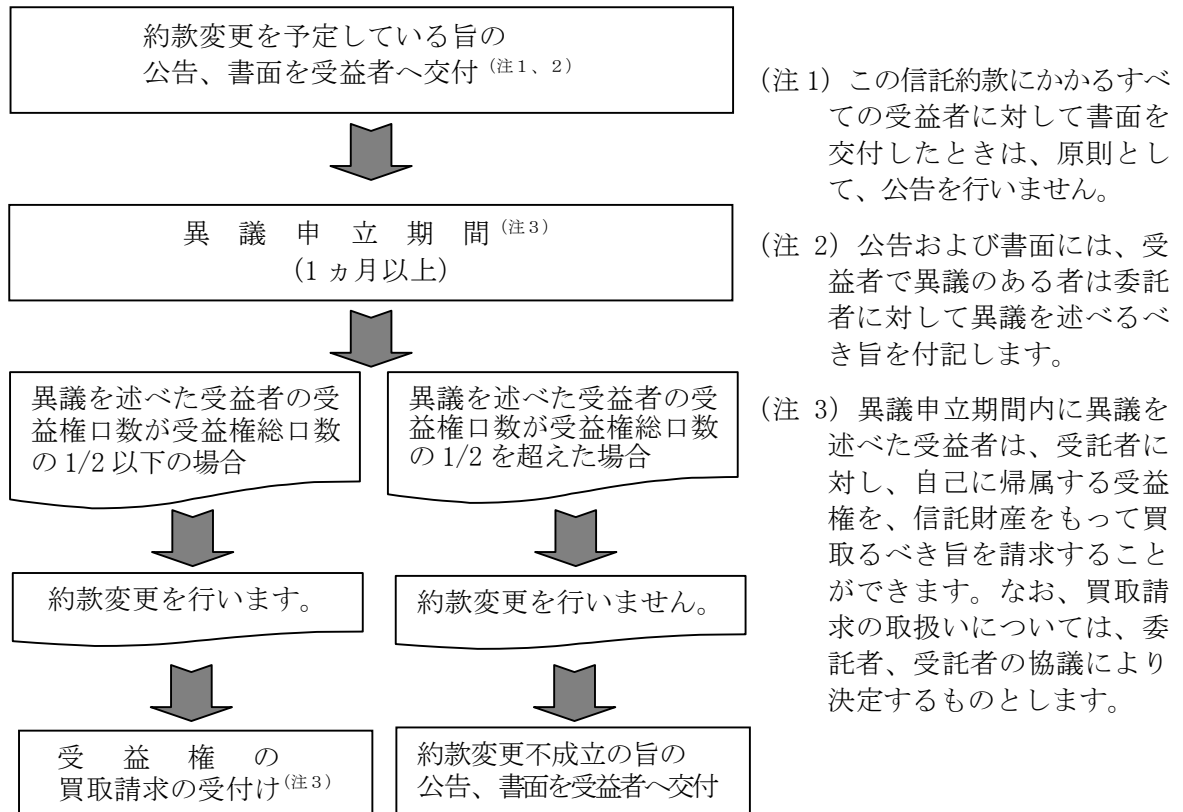 約款変更を予定している旨の
公告、書面を受益者へ交付(注1、2)
異議申立期間(注3)
(1ヵ月以上)
異議を述べた受益者の受
益権口数が受益権総口数
の1/2以下の場合
異議を述べた受益者の受
益権口数が受益権総口数
の1/2を超えた場合
約款変更を行います。
約款変更を行いません。
受益権の
買取請求の受付け(注3)
約款変更不成立の旨の
公告、書面を受益者へ交付
(注1)この信託約款にかかるすべ
ての受益者に対して書面を
交付したときは、原則とし
て、公告を行いません。
(注2)公告および書面には、受
益者で異議のある者は委託
者に対して異議を述べるべ
き旨を付記します。
(注3)異議申立期間内に異議を
述べた受益者は、受託者に
対し、自己に帰属する受益
権を、信託財産をもって買
取るべき旨を請求すること
ができます。なお、買取請
求の取扱いについては、委
託者、受託者の協議により
決定するものとします。